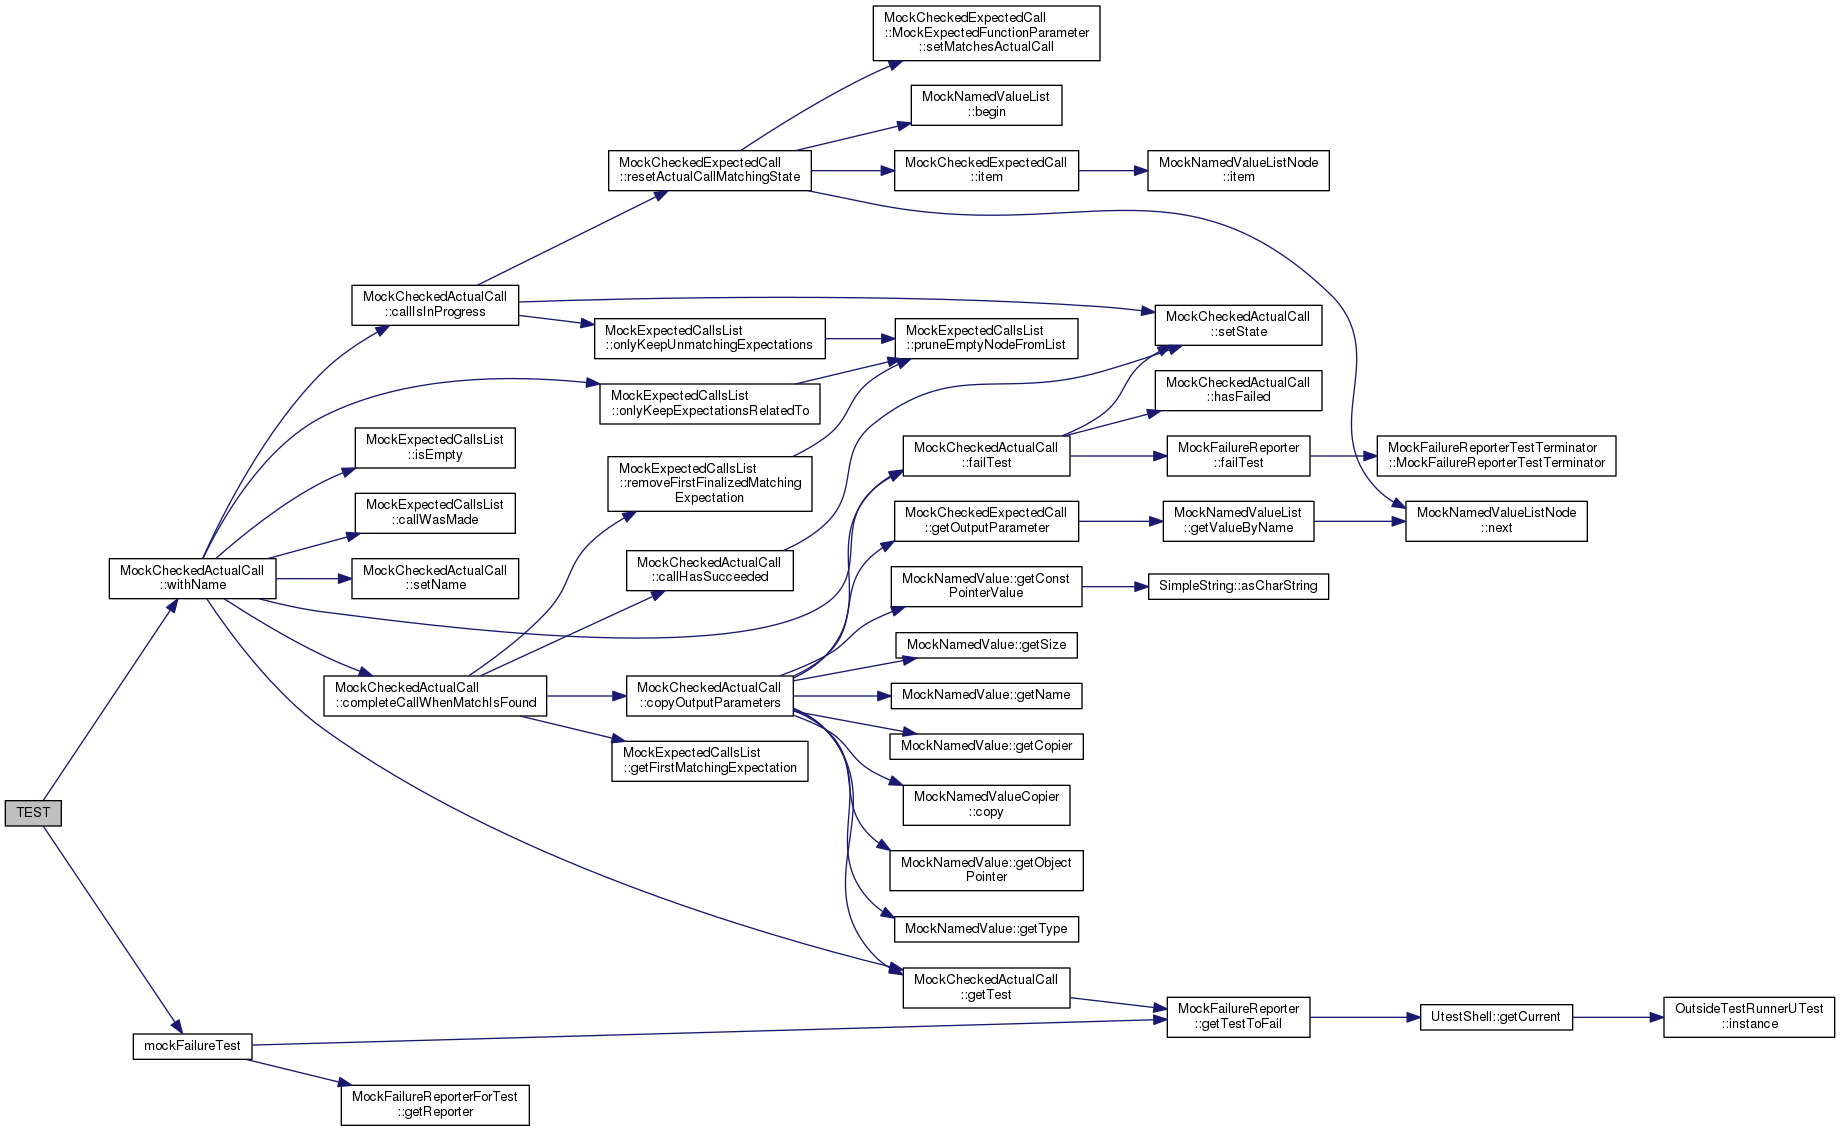 MockCheckedExpectedCall
::MockExpectedFunctionParameter
::setMatchesActualCall
MockNamedValueList
::begin
MockCheckedExpectedCall
::resetActualCallMatchingState
MockCheckedExpectedCall
::item
MockNamedValueListNode
::item
MockCheckedActualCall
::callIsInProgress
MockCheckedActualCall
::setState
MockExpectedCallsList
::onlyKeepUnmatchingExpectations
MockExpectedCallsList
::pruneEmptyNodeFromList
MockExpectedCallsList
::onlyKeepExpectationsRelatedTo
MockCheckedActualCall
::hasFailed
MockExpectedCallsList
::isEmpty
MockCheckedActualCall
::failTest
MockFailureReporter
::failTest
MockFailureReporterTestTerminator
::MockFailureReporterTestTerminator
MockExpectedCallsList
::removeFirstFinalizedMatching
Expectation
MockExpectedCallsList
::callWasMade
MockCheckedExpectedCall
::getOutputParameter
MockNamedValueList
::getValueByName
MockNamedValueListNode
::next
MockCheckedActualCall
::withName
MockCheckedActualCall
::setName
MockCheckedActualCall
::callHasSucceeded
MockNamedValue::getConst
PointerValue
SimpleString::asCharString
MockNamedValue::getSize
MockCheckedActualCall
::completeCallWhenMatchIsFound
MockCheckedActualCall
::copyOutputParameters
MockNamedValue::getName
MockExpectedCallsList
::getFirstMatchingExpectation
MockNamedValue::getCopier
MockNamedValueCopier
::copy
TEST
MockNamedValue::getObject
Pointer
MockNamedValue::getType
MockCheckedActualCall
::getTest
MockFailureReporter
::getTestToFail
UtestShell::getCurrent
OutsideTestRunnerUTest
::instance
mockFailureTest
MockFailureReporterForTest
::getReporter